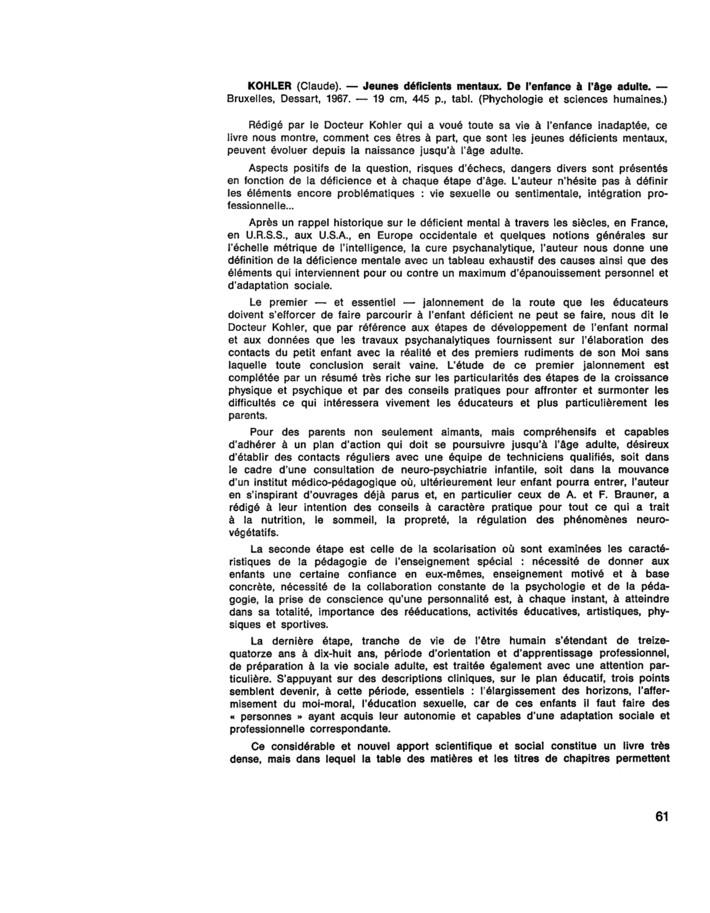 KOHLER (Claude). — Jeunes déficients mentaux. De l'enfance à l'âge adulte. —
Bruxelles, Dessart, 1967. — 19 cm, 445 p., tabl. (Phychologie et sciences humaines.)
Rédigé par le Docteur Kohler qui a voué toute sa vie à l'enfance inadaptée, ce
livre nous montre, comment ces êtres à part, que sont les jeunes déficients mentaux,
peuvent évoluer depuis la naissance jusqu'à l'âge adulte.
Aspects positifs de la question, risques d'échecs, dangers divers sont présentés
en fonction de la déficience et à chaque étape d'âge. L'auteur n'hésite pas à définir
les éléments encore problématiques : vie sexuelle ou sentimentale, intégration pro-
fessionnelle...
Après un rappel historique sur le déficient mental à travers les siècles, en France,
en U.R.S.S., aux U.S.A., en Europe occidentale et quelques notions générales sur
l'échelle métrique de l'intelligence, la cure psychanalytique, l'auteur nous donne une
définition de la déficience mentale avec un tableau exhaustif des causes ainsi que des
éléments qui interviennent pour ou contre un maximum d'épanouissement personnel et
d'adaptation sociale.
Le premier — et essentiel — jalonnement de la route que les éducateurs
doivent s'efforcer de faire parcourir à l'enfant déficient ne peut se faire, nous dit le
Docteur Kohler, que par référence aux étapes de développement de l'enfant normal
et aux données que les travaux psychanalytiques fournissent sur l'élaboration des
contacts du petit enfant avec la réalité et des premiers rudiments de son Moi sans
laquelle toute conclusion serait vaine. L'étude de ce premier jalonnement est
complétée par un résumé très riche sur les particularités des étapes de la croissance
physique et psychique et par des conseils pratiques pour affronter et surmonter les
difficultés ce qui intéressera vivement les éducateurs et plus particulièrement les
parents.
Pour des parents non seulement aimants, mais compréhensifs et capables
d'adhérer à un plan d'action qui doit se poursuivre jusqu'à l'âge adulte, désireux
d'établir des contacts réguliers avec une équipe de techniciens qualifiés, soit dans
le cadre d'une consultation de neuro-psychiatrie infantile, soit dans la mouvance
d'un institut médico-pédagogique où, ultérieurement leur enfant pourra entrer, l'auteur
en s'inspirant d'ouvrages déjà parus et, en particulier ceux de A. et F. Brauner, a
rédigé à leur intention des conseils à caractère pratique pour tout ce qui a trait
à la nutrition, le sommeil, la propreté, la régulation des phénomènes neuro-
végétatifs.
La seconde étape est celle de la scolarisation où sont examinées les caracté-
ristiques de la pédagogie de l'enseignement spécial : nécessité de donner aux
enfants une certaine confiance en eux-mêmes, enseignement motivé et à base
concrète, nécessité de la collaboration constante de la psychologie et de la péda-
gogie, la prise de conscience qu'une personnalité est, à chaque instant, à atteindre
dans sa totalité, importance des rééducations, activités éducatives, artistiques, phy-
siques et sportives.
La dernière étape, tranche de vie de l'être humain s'étendant de treize-
quatorze ans à dix-huit ans, période d'orientation et d'apprentissage professionnel,
de préparation à la vie sociale adulte, est traitée également avec une attention par-
ticulière. S'appuyant sur des descriptions cliniques, sur le plan éducatif, trois points
semblent devenir, à cette période, essentiels : l'élargissement des horizons, l'affer-
misement du moi-moral, l'éducation sexuelle, car de ces enfants il faut faire des
« personnes » ayant acquis leur autonomie et capables d'une adaptation sociale et
professionnelle correspondante.
Ce considérable et nouvel apport scientifique et social constitue un livre très
dense, mais dans lequel la table des matières et les titres de chapitres permettent
61